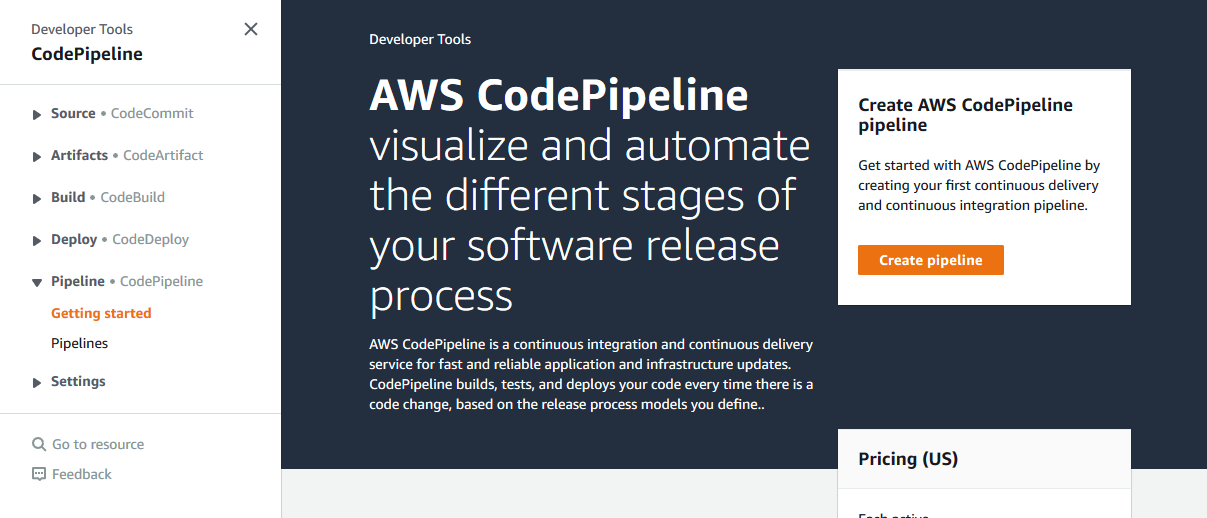 Developer Tools
CodePipeline
Source • CodeCommit
Artifacts • CodeArtifact
Build • CodeBuild
Deploy • CodeDeploy
Pipeline • CodePipeline
Getting started
Pipelines
Settings
Go to resource
Feedback
Developer Tools
AWS CodePipeline
visualize and automate
the different stages of
your software release
process
AWS CodePipeline is a continuous integration and continuous delivery
service for fast and reliable application and infrastructure updates.
CodePipeline builds, tests, and deploys your code every time there is a
code change, based on the release process models you define..
Create AWS CodePipeline
pipeline
Get started with AWS CodePipeline by
creating your first continuous delivery
and continuous integration pipeline.
Create pipeline
Pricing (US)
Each active